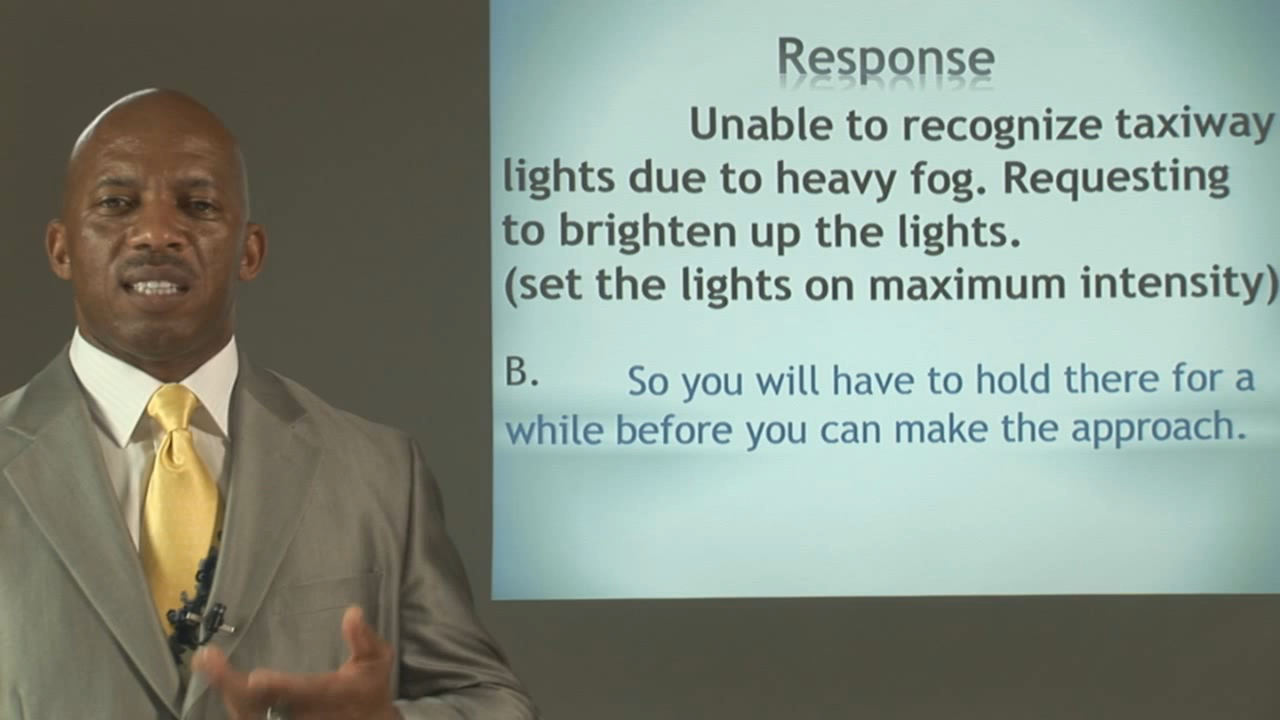 Response
Unable to recognize taxiway
lights due to heavy fog. Requesting
to brighten up the lights.
(set the lights on maximum intensity)
B. So you will have to hold there for a
while before you can make the approach.